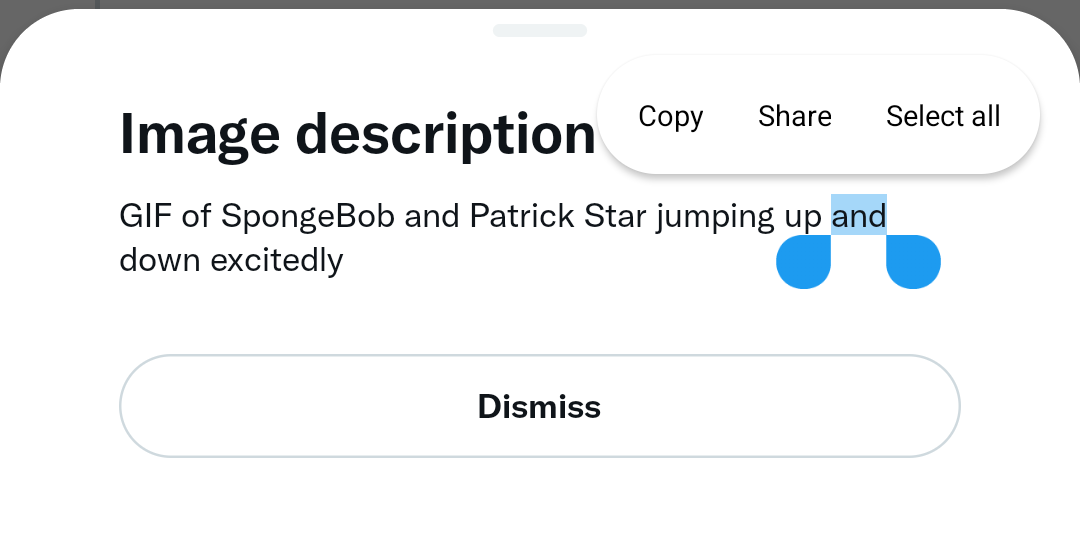 Image description
Copy Share Select all
GIF of SpongeBob and Patrick Star jumping up and
down excitedly
Dismiss